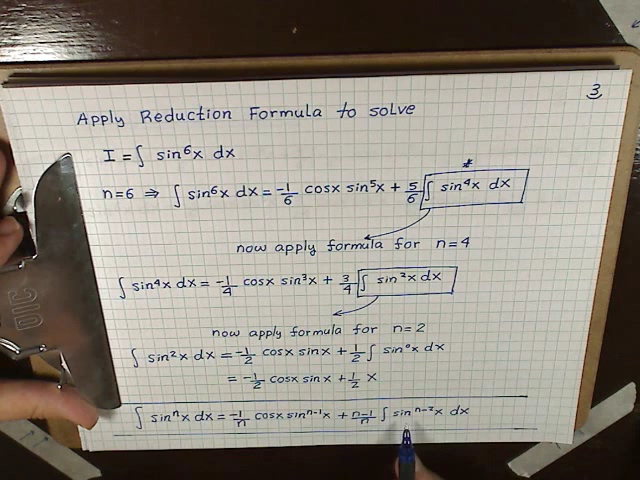 3
Apply Reduction Formula to solve
I = ∫ sin⁶x dx
n=6 ⇒ ∫ sin⁶x dx = -1/6 cosx sin⁵x + 5/6 ∫ sin⁴x dx *
now apply formula for n=4
∫ sin⁴x dx = -1/4 cosx sin³x + 3/4 ∫ sin²x dx
now apply formula for n=2
∫ sin²x dx = -1/2 cosx sinx + 1/2 ∫ sin⁰x dx
= -1/2 cosx sinx + 1/2 x
∫ sinⁿx dx = -1/n cosx sinⁿ⁻¹x + n-1/n ∫ sinⁿ⁻²x dx
DIC